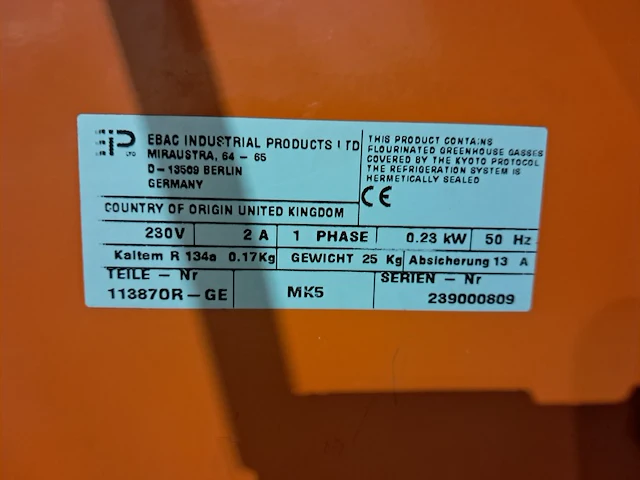 EIP LTD
EBAC INDUSTRIAL PRODUCTS LTD
MIRAUSTRA, 64 - 65
D-13509 BERLIN
GERMANY
COUNTRY OF ORIGIN UNITED KINGDOM
THIS PRODUCT CONTAINS
FLOURINATED GREENHOUSE GASSES
COVERED BY THE KYOTO PROTOCOL
THE REFRIGERATION SYSTEM IS
HERMETICALLY SEALED
CE
230V 2 A 1 PHASE 0.23 kW 50 Hz
Kaltem R 134a 0.17Kg GEWICHT 25 Kg Absicherung 13 A
TEILE - Nr
113870R-GE
MK5
SERIEN - Nr
239000809